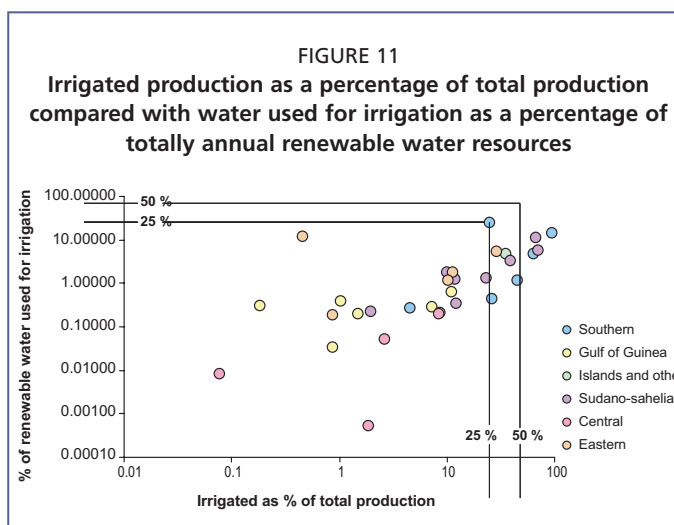 FIGURE 11
Irrigated production as a percentage of total production
compared with water used for irrigation as a percentage of
totally annual renewable water resources
% of renewable water used for irrigation
100.00000
10.00000
1.00000
0.10000
0.01000
0.00100
0.00010
50 %
25 %
25 %
50 %
0.01
0.1
1
10
100
Irrigated as % of total production
Southern
Gulf of Guinea
Islands and othe
Sudano-sahelia
Central
Eastern